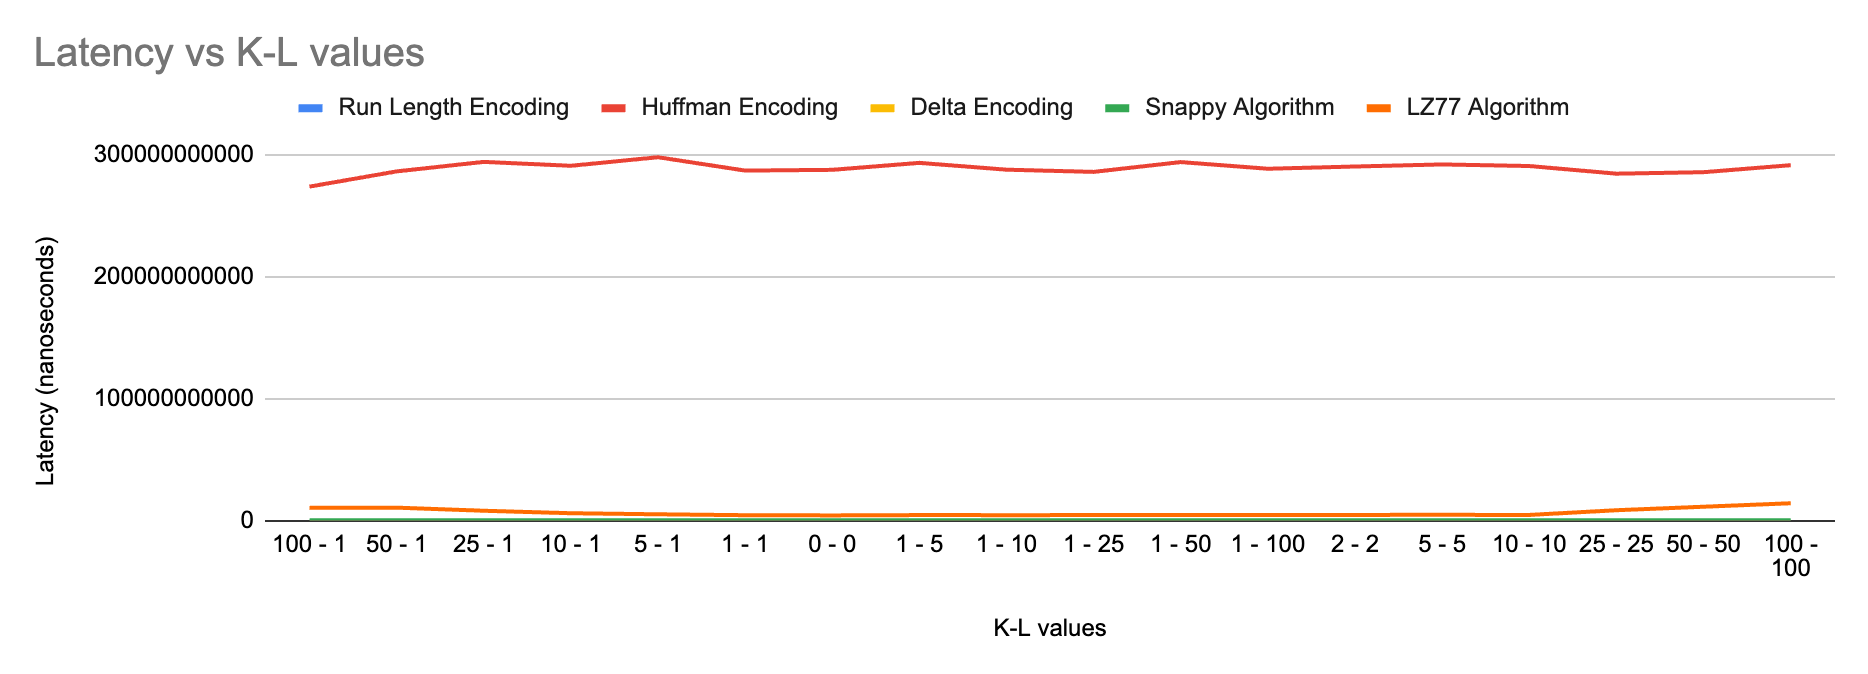 Latency vs K-L values
Run Length Encoding Huffman Encoding Delta Encoding Snappy Algorithm LZ77 Algorithm
300000000000
200000000000
100000000000
0
Latency (nanoseconds)
100 - 1 50 - 1 25 - 1 10 - 1 5 - 1 1 - 1 0 - 0 1 - 5 1 - 10 1 - 25 1 - 50 1 - 100 2 - 2 5 - 5 10 - 10 25 - 25 50 - 50 100 -
100
K-L values